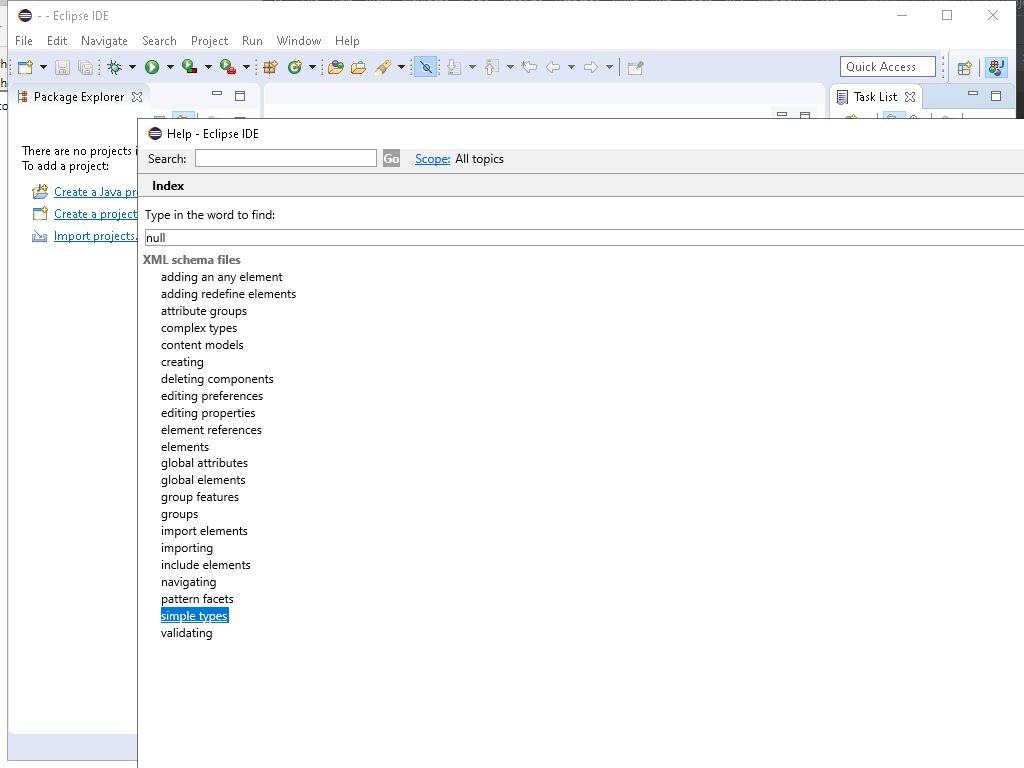 - - Eclipse IDE
File Edit Navigate Search Project Run Window Help
Quick Access
Package Explorer
Task List
There are no projects i
To add a project:
Create a Java pr
Create a project
Import projects.
Help - Eclipse IDE
Search: Go Scope: All topics
Index
Type in the word to find:
null
XML schema files
adding an any element
adding redefine elements
attribute groups
complex types
content models
creating
deleting components
editing preferences
editing properties
element references
elements
global attributes
global elements
group features
groups
import elements
importing
include elements
navigating
pattern facets
simple types
validating